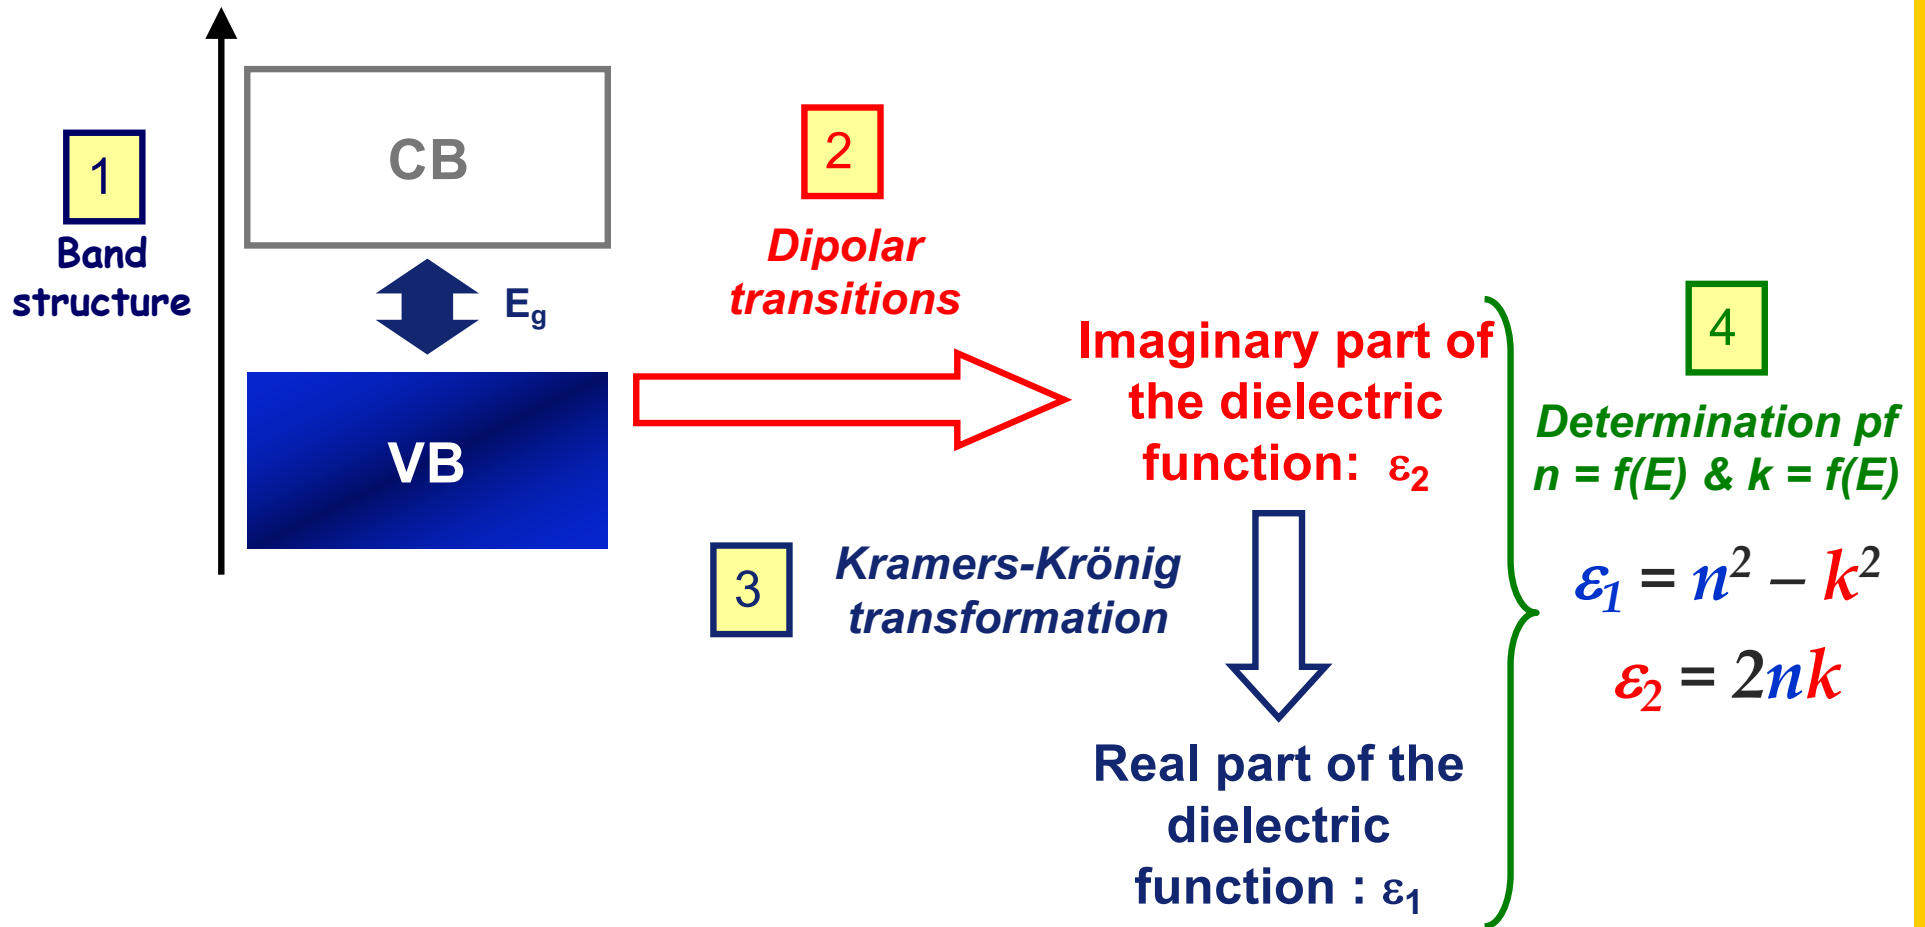 1
Band
structure
CB
E_g
VB
2
Dipolar
transitions
Imaginary part of
the dielectric
function: ε₂
3
Kramers-Krönig
transformation
Real part of the
dielectric
function : ε₁
4
Determination pf
n = f(E) & k = f(E)
ε₁ = n² – k²
ε₂ = 2nk